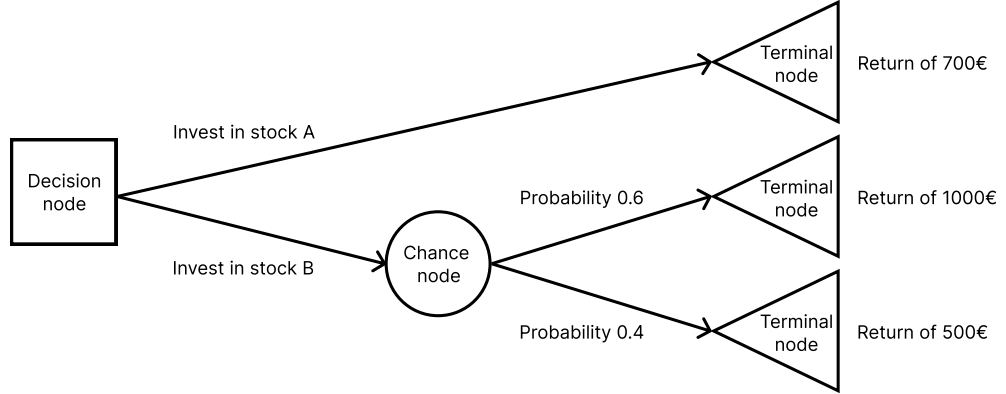 Terminal
node
Return of 700€
Invest in stock A
Decision
node
Probability 0.6
Terminal
node
Return of 1000€
Invest in stock B
Chance
node
Probability 0.4
Terminal
node
Return of 500€